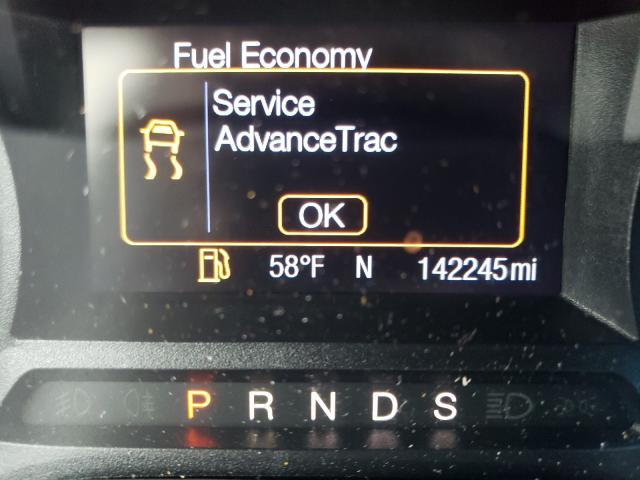 Fuel Economy
Service
AdvanceTrac
OK
58°F N 142245mi
P R N D S